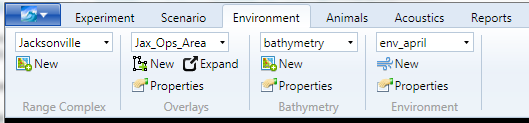 Experiment Scenario Environment Animals Acoustics Reports
Jacksonville Jax_Ops_Area bathymetry env_april
New New Expand New New
Properties Properties Properties
Range Complex Overlays Bathymetry Environment